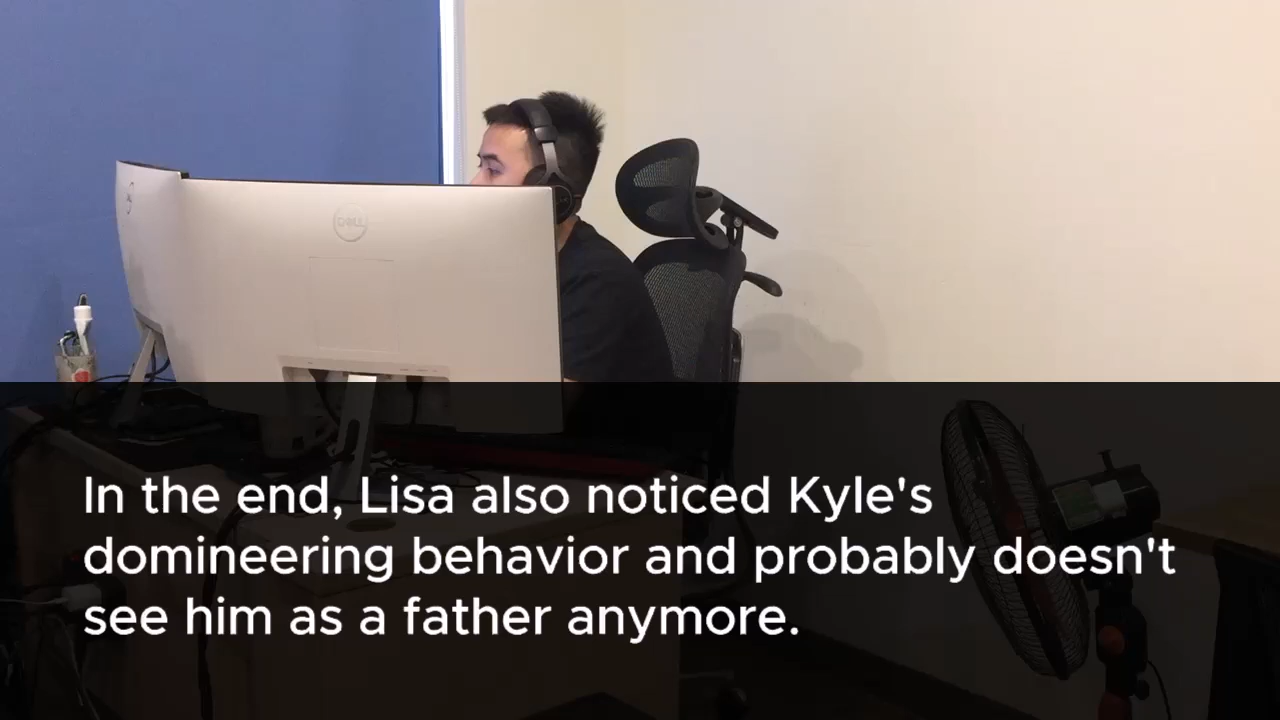 DELL
In the end, Lisa also noticed Kyle's
domineering behavior and probably doesn't
see him as a father anymore.